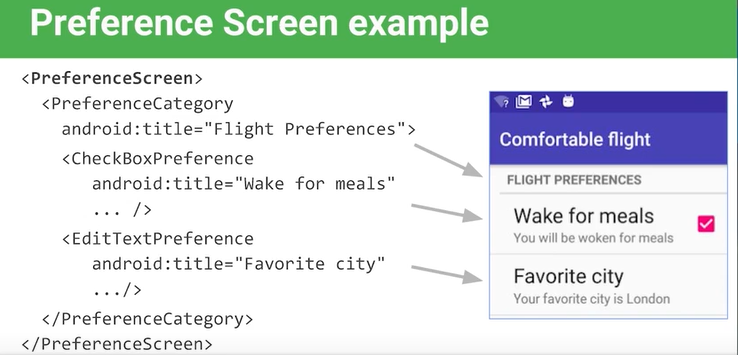 Preference Screen example
<PreferenceScreen>
<PreferenceCategory
android:title="Flight Preferences">
<CheckBoxPreference
android:title="Wake for meals"
... />
<EditTextPreference
android:title="Favorite city"
.../>
</PreferenceCategory>
</PreferenceScreen>
Comfortable flight
FLIGHT PREFERENCES
Wake for meals
You will be woken for meals
Favorite city
Your favorite city is London